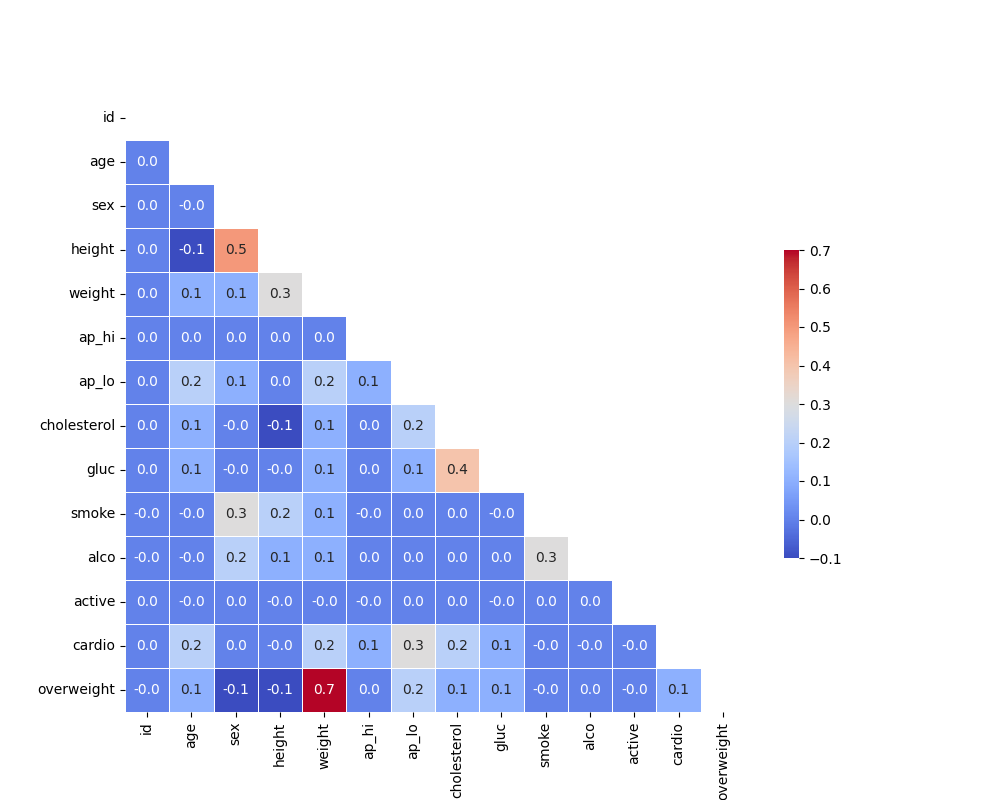 id
age 0.0
sex 0.0 -0.0
height 0.0 -0.1 0.5
weight 0.0 0.1 0.1 0.3
ap_hi 0.0 0.0 0.0 0.0 0.0
ap_lo 0.0 0.2 0.1 0.0 0.2 0.1
cholesterol 0.0 0.1 -0.0 -0.1 0.1 0.0 0.2
gluc 0.0 0.1 -0.0 -0.0 0.1 0.0 0.1 0.4
smoke -0.0 -0.0 0.3 0.2 0.1 -0.0 0.0 0.0 -0.0
alco -0.0 -0.0 0.2 0.1 0.1 0.0 0.0 0.0 0.0 0.3
active 0.0 -0.0 0.0 -0.0 -0.0 -0.0 0.0 0.0 -0.0 0.0 0.0
cardio 0.0 0.2 0.0 -0.0 0.2 0.1 0.3 0.2 0.1 -0.0 -0.0 -0.0
overweight -0.0 0.1 -0.1 -0.1 0.7 0.0 0.2 0.1 0.1 -0.0 0.0 -0.0 0.1
id age sex height weight ap_hi ap_lo cholesterol gluc smoke alco active cardio overweight
0.7
0.6
0.5
0.4
0.3
0.2
0.1
0.0
−0.1